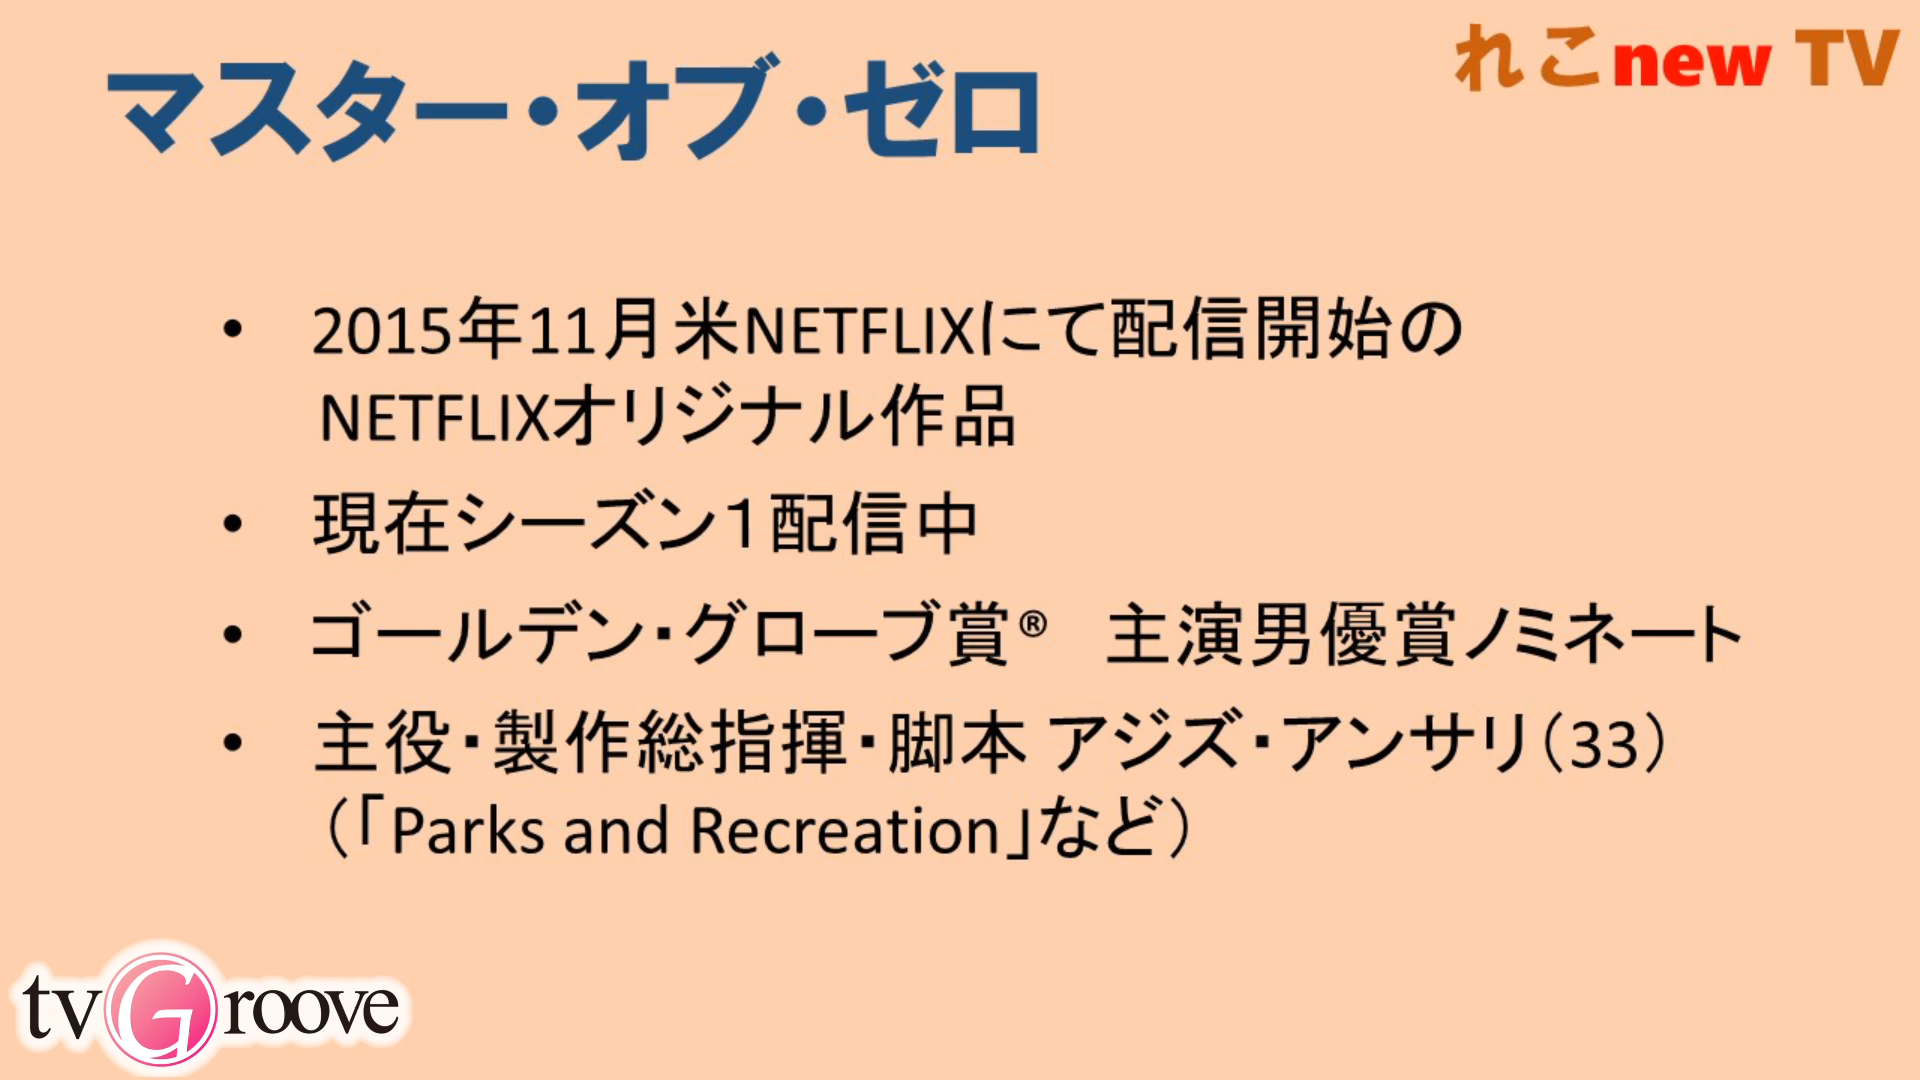 マスター・オブ・ゼロ
れこnew TV
• 2015年11月米NETFLIXにて配信開始の
NETFLIXオリジナル作品
• 現在シーズン１配信中
• ゴールデン・グローブ賞®　主演男優賞ノミネート
• 主役・製作総指揮・脚本 アジズ・アンサリ（33）
（「Parks and Recreation」など）
tvGroove